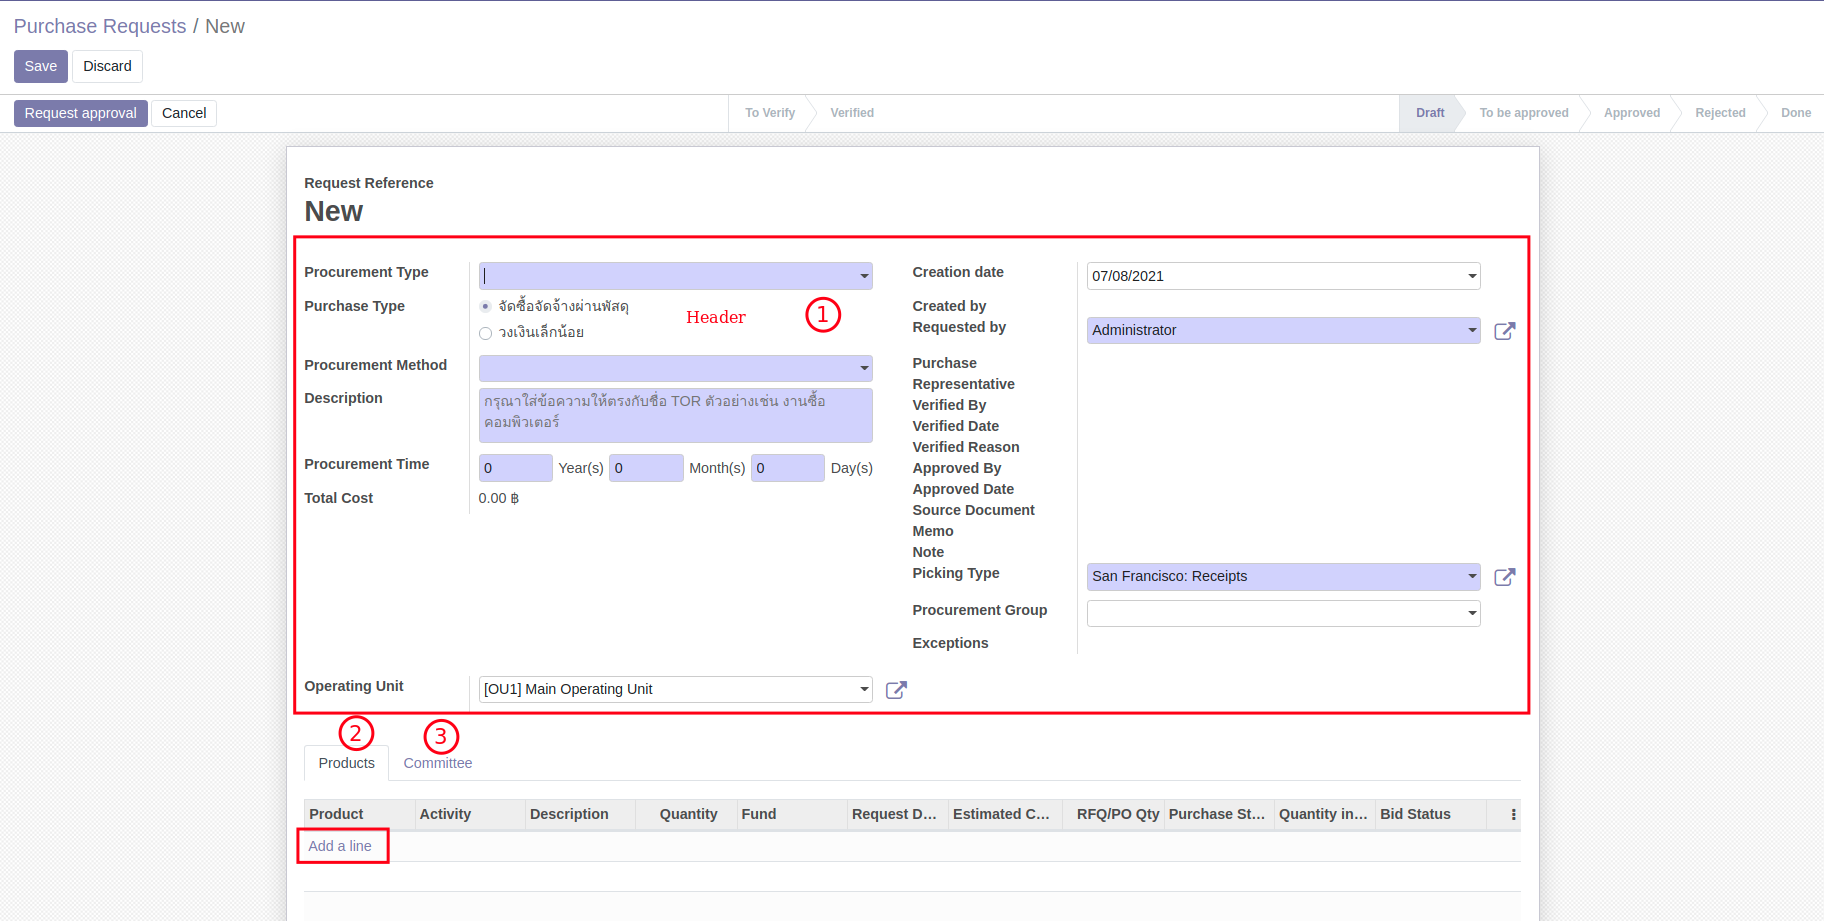 Purchase Requests / New
Save Discard
Request approval Cancel To Verify Verified Draft To be approved Approved Rejected Done
Request Reference
New
Procurement Type
Purchase Type จัดซื้อจัดจ้างผ่านพัสดุ
วงเงินเล็กน้อย
Header 1
Procurement Method
Description กรุณาใส่ข้อความให้ตรงกับชื่อ TOR ตัวอย่างเช่น งานซื้อ
คอมพิวเตอร์
Procurement Time 0 Year(s) 0 Month(s) 0 Day(s)
Total Cost 0.00 ฿
Creation date 07/08/2021
Created by
Requested by Administrator
Purchase
Representative
Verified By
Verified Date
Verified Reason
Approved By
Approved Date
Source Document
Memo
Note
Picking Type San Francisco: Receipts
Procurement Group
Exceptions
Operating Unit [OU1] Main Operating Unit
2 3
Products Committee
Product Activity Description Quantity Fund Request D... Estimated C... RFQ/PO Qty Purchase St... Quantity in... Bid Status
Add a line